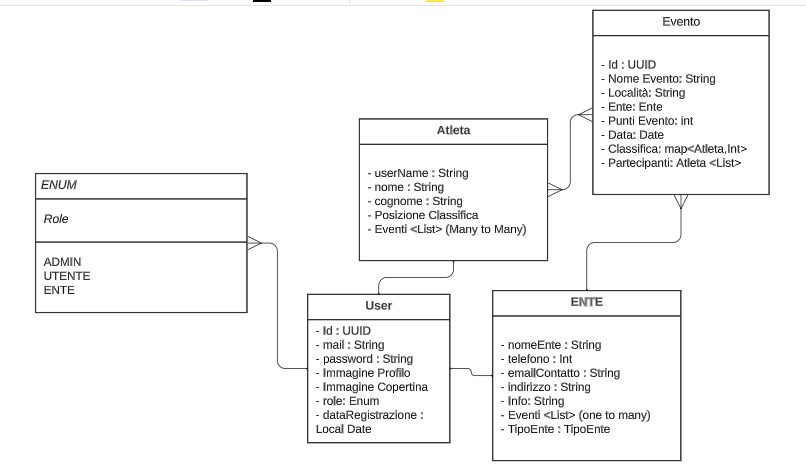 Evento
- Id : UUID
- Nome Evento: String
- Località: String
- Ente: Ente
- Punti Evento: int
- Data: Date
- Classifica: map<Atleta,Int>
- Partecipanti: Atleta <List>
Atleta
- userName : String
- nome : String
- cognome : String
- Posizione Classifica
- Eventi <List> (Many to Many)
ENUM
Role
ADMIN
UTENTE
ENTE
User
- Id : UUID
- mail : String
- password : String
- Immagine Profilo
- Immagine Copertina
- role: Enum
- dataRegistrazione :
Local Date
ENTE
- nomeEnte : String
- telefono : Int
- emailContatto : String
- indirizzo : String
- Info: String
- Eventi <List> (one to many)
- TipoEnte : TipoEnte